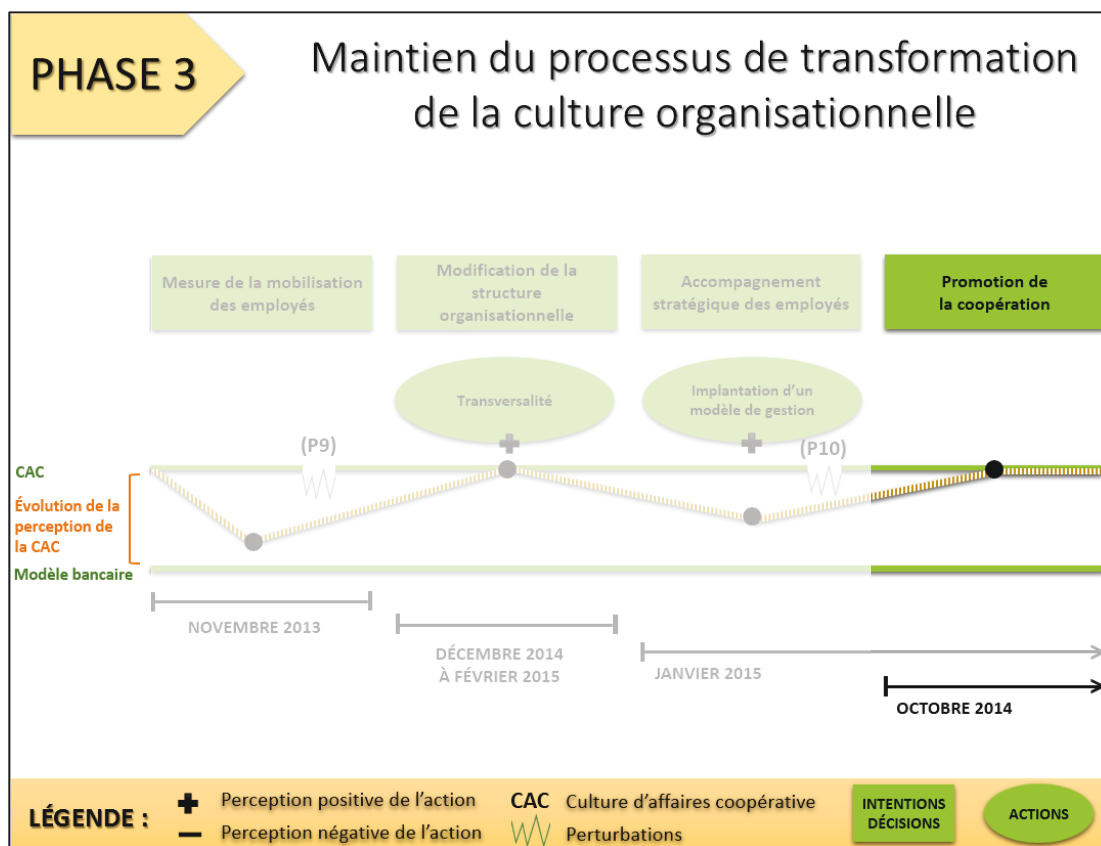 PHASE 3
Maintien du processus de transformation
de la culture organisationnelle
Mesure de la mobilisation
des employés
Modification de la
structure
organisationnelle
Accompagnement
stratégique des employés
Promotion de
la coopération
Transversalité
Implantation d'un
modèle de gestion
(P9)
(P10)
CAC
Évolution de la
perception de
la CAC
Modèle bancaire
NOVEMBRE 2013
DÉCEMBRE 2014
À FÉVRIER 2015
JANVIER 2015
OCTOBRE 2014
LÉGENDE :
Perception positive de l'action
Perception négative de l'action
CAC Culture d'affaires coopérative
Perturbations
INTENTIONS
DÉCISIONS
ACTIONS